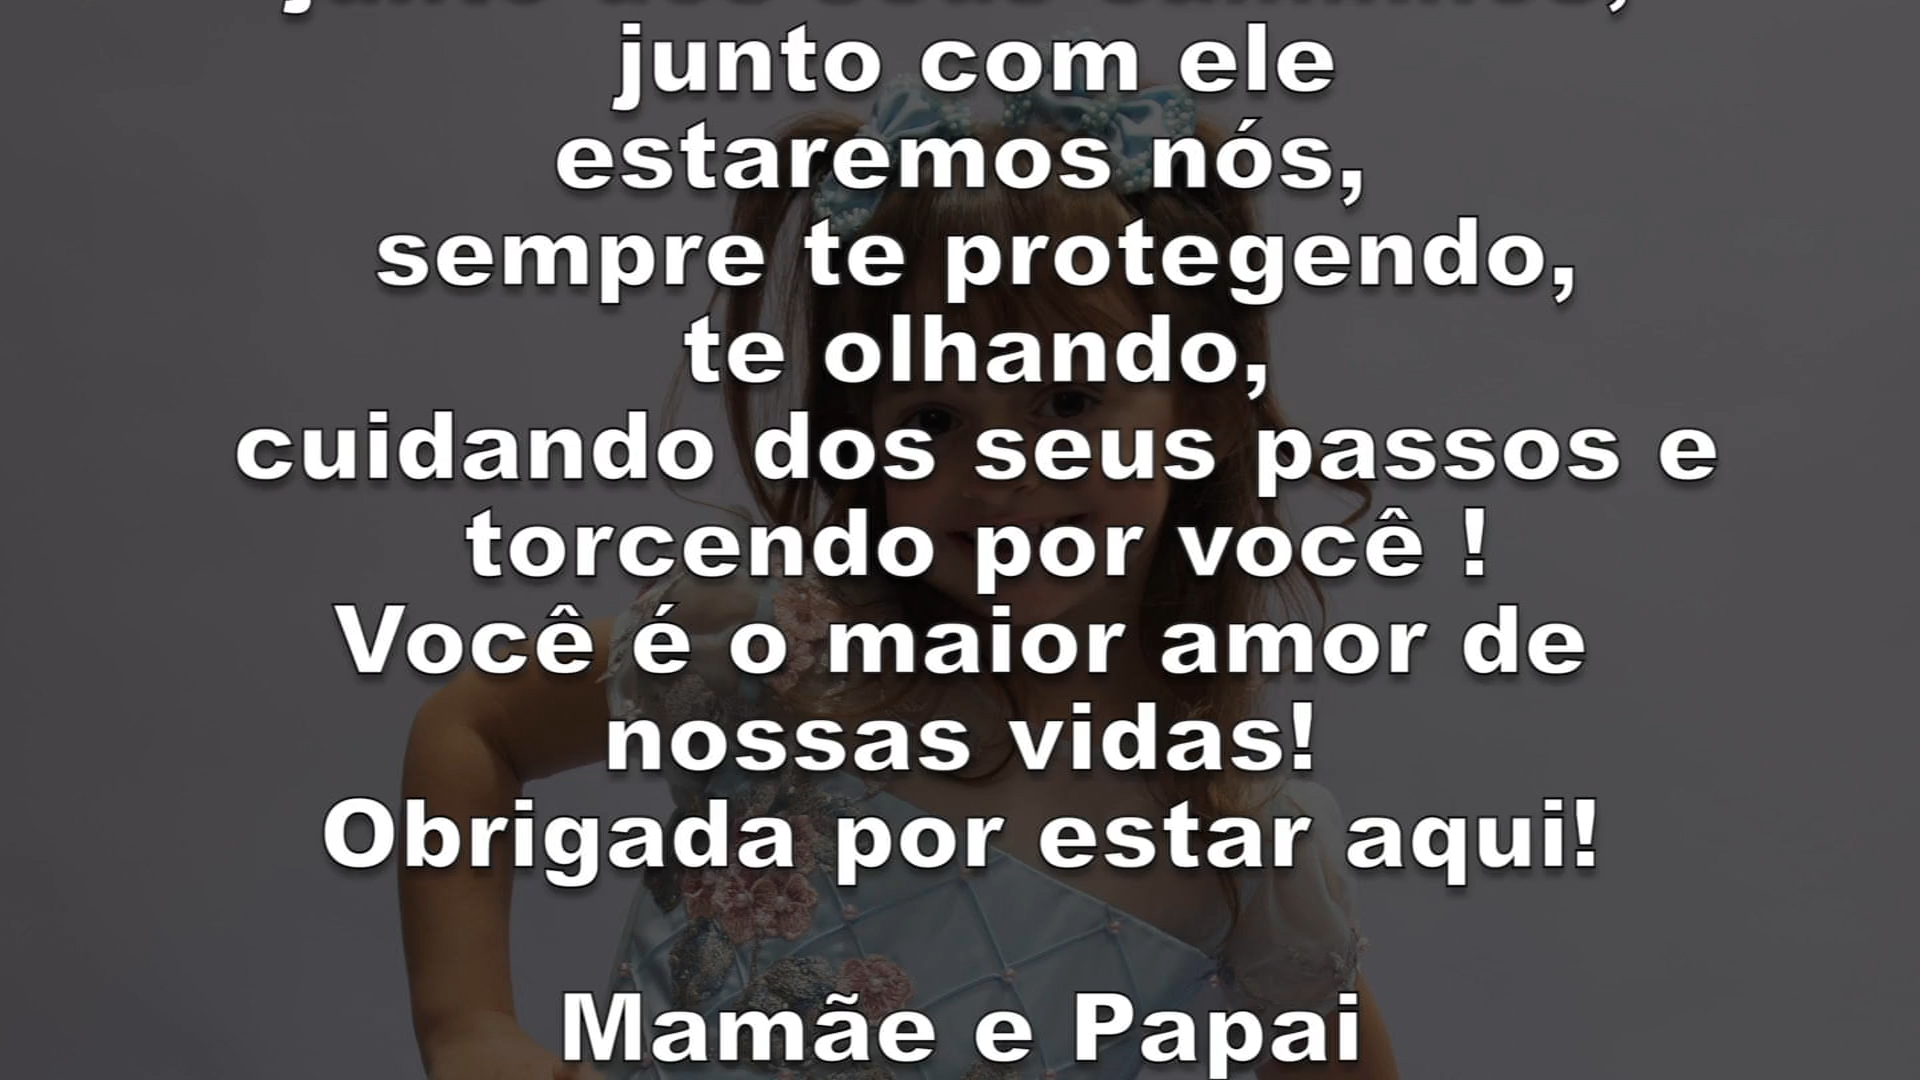 junto com ele
estaremos nós,
sempre te protegendo,
te olhando,
cuidando dos seus passos e
torcendo por você !
Você é o maior amor de
nossas vidas!
Obrigada por estar aqui!
Mamãe e Papai